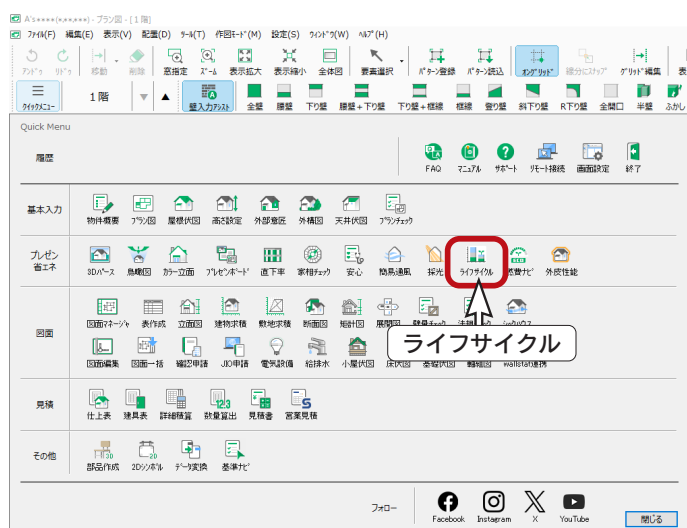 A's****(*,**,***) - プラン図 - [1 階]
ファイル(F) 編集(E) 表示(V) 配置(D) ツール(T) 作図モード(M) 設定(S) ウィンドウ(W) ヘルプ(H)
アンドゥ リドゥ 移動 削除 窓指定 ズーム 表示拡大 表示縮小 全体図 要素選択 パターン登録 パターン読込 オングリッド 線分にスナップ グリッド編集 表
クイックメニュー 1 階 壁入力アシスト 全壁 腰壁 下り壁 腰壁+下り壁 下り壁+框線 框線 登り壁 斜下り壁 R下り壁 全開口 半壁 ふかし
Quick Menu
履歴
FAQ マニュアル サポート リモート接続 画面設定 終了
基本入力
物件概要 プラン図 屋根伏図 高さ設定 外部意匠 外構図 天井伏図 プランチェック
プレゼン
省エネ
3Dパース 鳥瞰図 カラー立面 プレゼンボード 直下率 家相チェック 安心 簡易通風 採光 ライフサイクル 燃費ナビ 外皮性能
ライフサイクル
図面
図面マネージャ 表作成 立面図 建物求積 敷地求積 断面図 矩計図 展開図
図面編集 図面一括 確認申請 JIO申請 電気設備 給排水 小屋伏図 床伏図 基礎伏図 軸組図 wallstat連携
見積
仕上表 建具表 詳細積算 数量算出 見積書 営業見積
その他
部品作成 2Dシンボル データ変換 基準ナビ
フォロー
Facebook Instagram X YouTube
閉じる